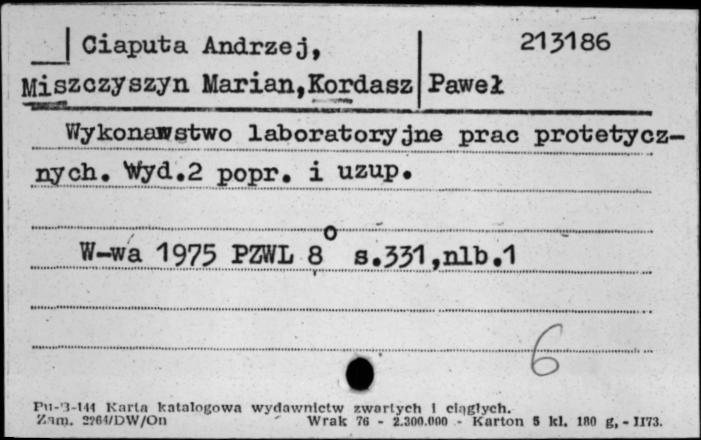 Ciaputa Andrzej, 213186
Miszczyszyn Marian,Kordasz Paweł
Wykonawstwo laboratoryjne prac protetycz-
nych. Wyd.2 popr. i uzup.
W-wa 1975 PZWL 8° s.331,nlb.1
6
Pu-3-144 Karta katalogowa wydawnictw zwartych i ciągłych.
Zam. 2264/DW/On Wrak 76 - 2.300.000 - Karton 5 kl. 180 g, - II73.